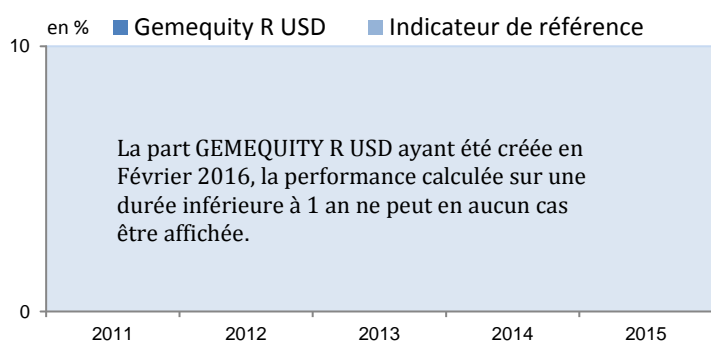 en % Gemequity R USD Indicateur de référence
10
La part GEMEQUITY R USD ayant été créée en
Février 2016, la performance calculée sur une
durée inférieure à 1 an ne peut en aucun cas
être affichée.
0
2011 2012 2013 2014 2015